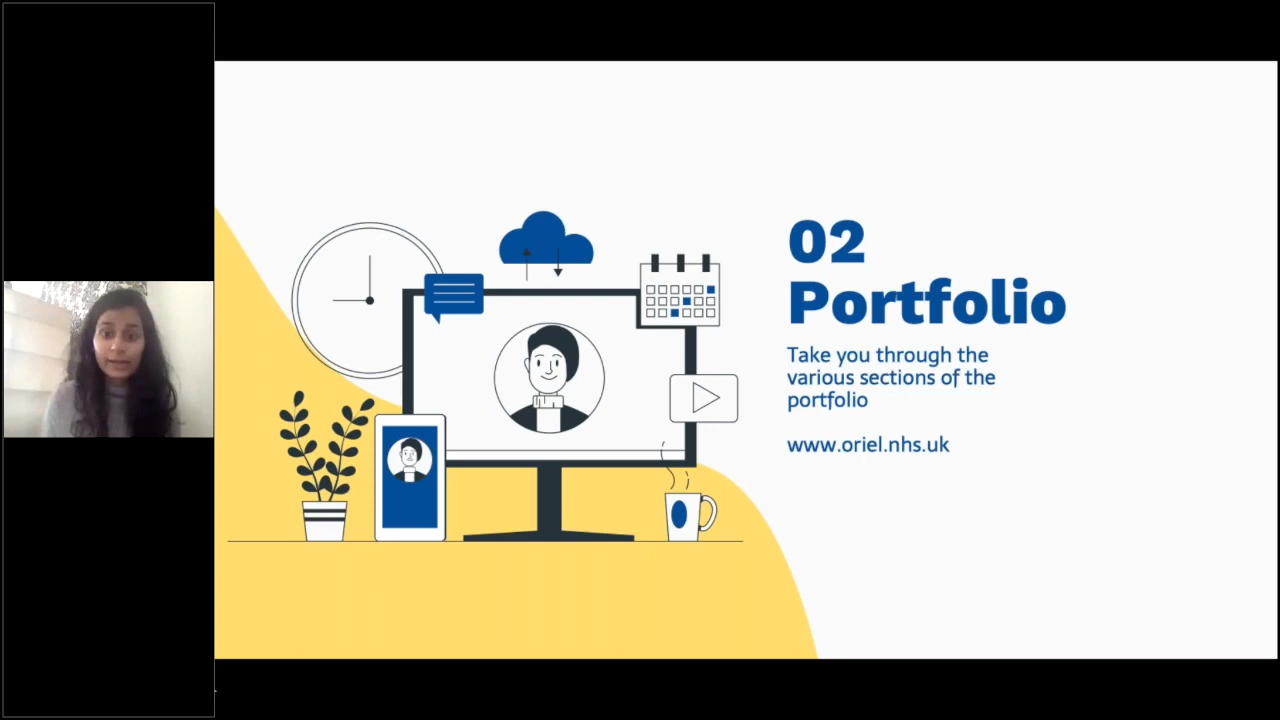 02
Portfolio
Take you through the
various sections of the
portfolio
www.oriel.nhs.uk